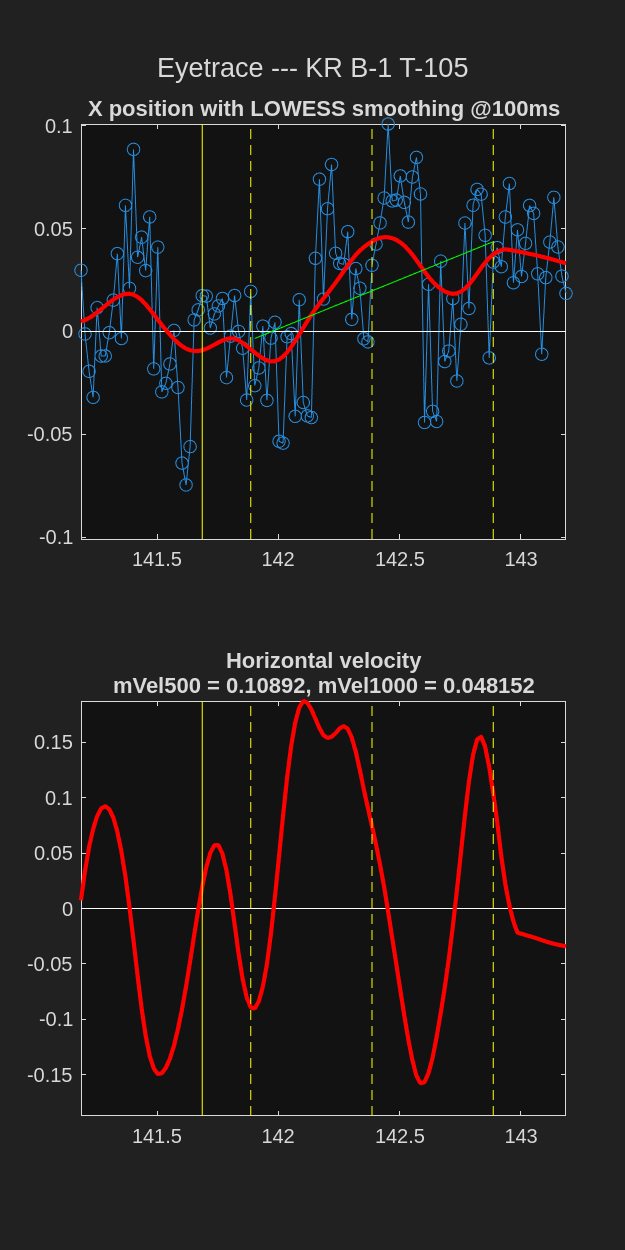 Eyetrace --- KR B-1 T-105
X position with LOWESS smoothing @100ms
0.1
0.05
0
-0.05
-0.1
141.5 142 142.5 143
Horizontal velocity
mVel500 = 0.10892, mVel1000 = 0.048152
0.15
0.1
0.05
0
-0.05
-0.1
-0.15
141.5 142 142.5 143